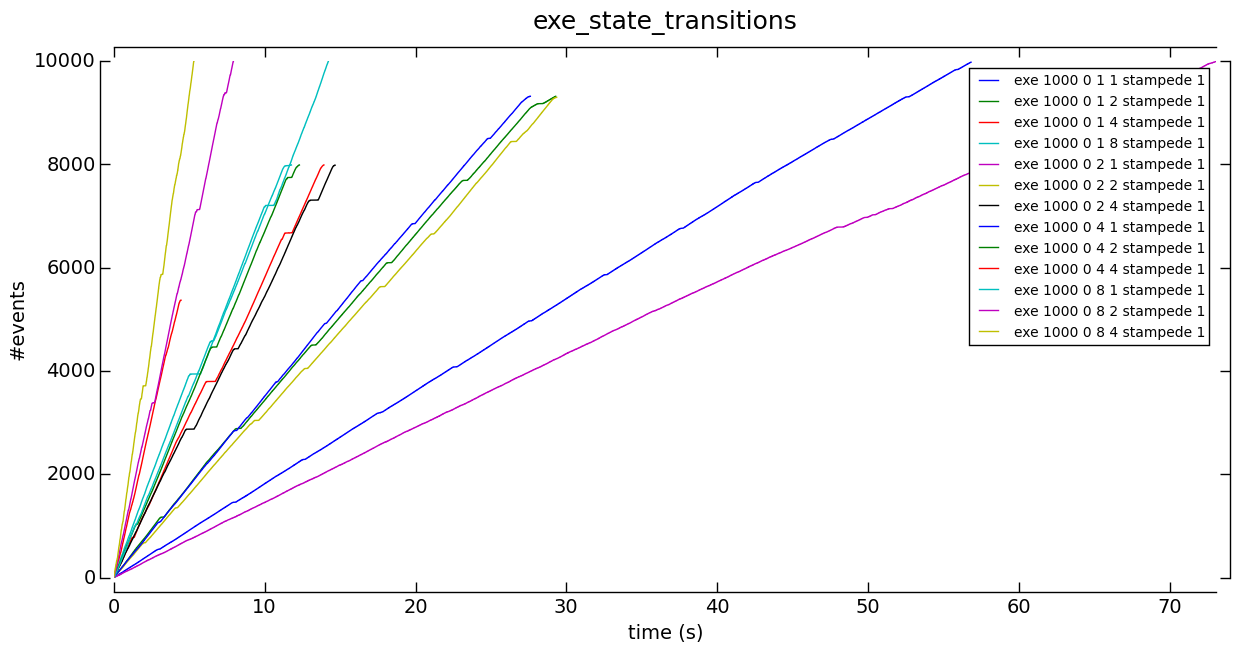 exe_state_transitions
10000
8000
6000
4000
2000
0
#events
0 10 20 30 40 50 60 70
time (s)
exe 1000 0 1 1 stampede 1
exe 1000 0 1 2 stampede 1
exe 1000 0 1 4 stampede 1
exe 1000 0 1 8 stampede 1
exe 1000 0 2 1 stampede 1
exe 1000 0 2 2 stampede 1
exe 1000 0 2 4 stampede 1
exe 1000 0 4 1 stampede 1
exe 1000 0 4 2 stampede 1
exe 1000 0 4 4 stampede 1
exe 1000 0 8 1 stampede 1
exe 1000 0 8 2 stampede 1
exe 1000 0 8 4 stampede 1